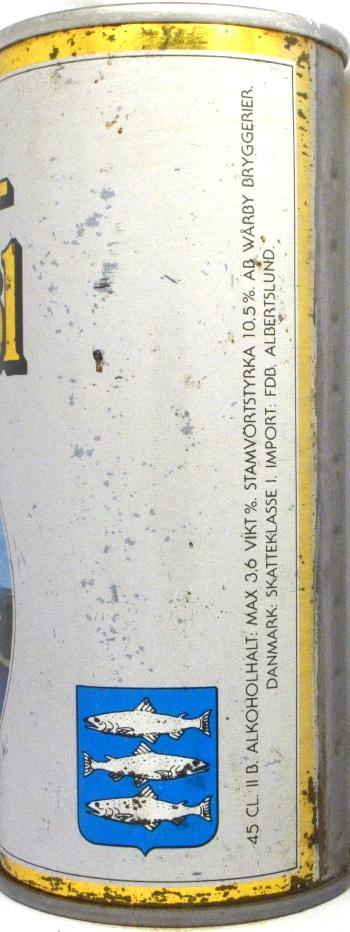 45 CL. II B. ALKOHOLHALT: MAX 3,6 VIKT %. STAMVÖRTSTYRKA 10,5 %. AB WÅRBY BRYGGERIER.
DANMARK: SKATTEKLASSE I. IMPORT: FDB, ALBERTSLUND.